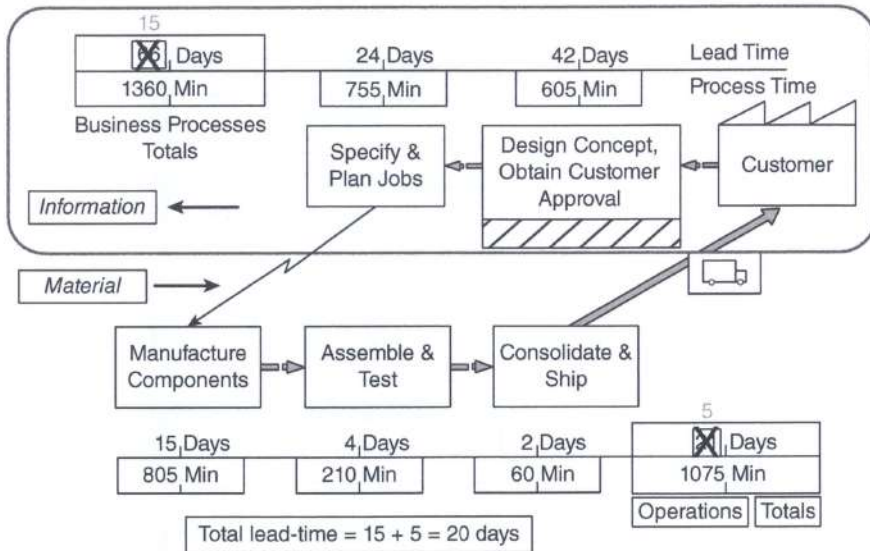 15
66 Days
24 Days
42 Days
Lead Time
1360 Min
755 Min
605 Min
Process Time
Business Processes
Totals
Specify &
Plan Jobs
Design Concept,
Obtain Customer
Approval
Customer
Information
Material
Manufacture
Components
Assemble &
Test
Consolidate &
Ship
5
15 Days
4 Days
2 Days
Days
805 Min
210 Min
60 Min
1075 Min
Operations
Totals
Total lead-time = 15 + 5 = 20 days